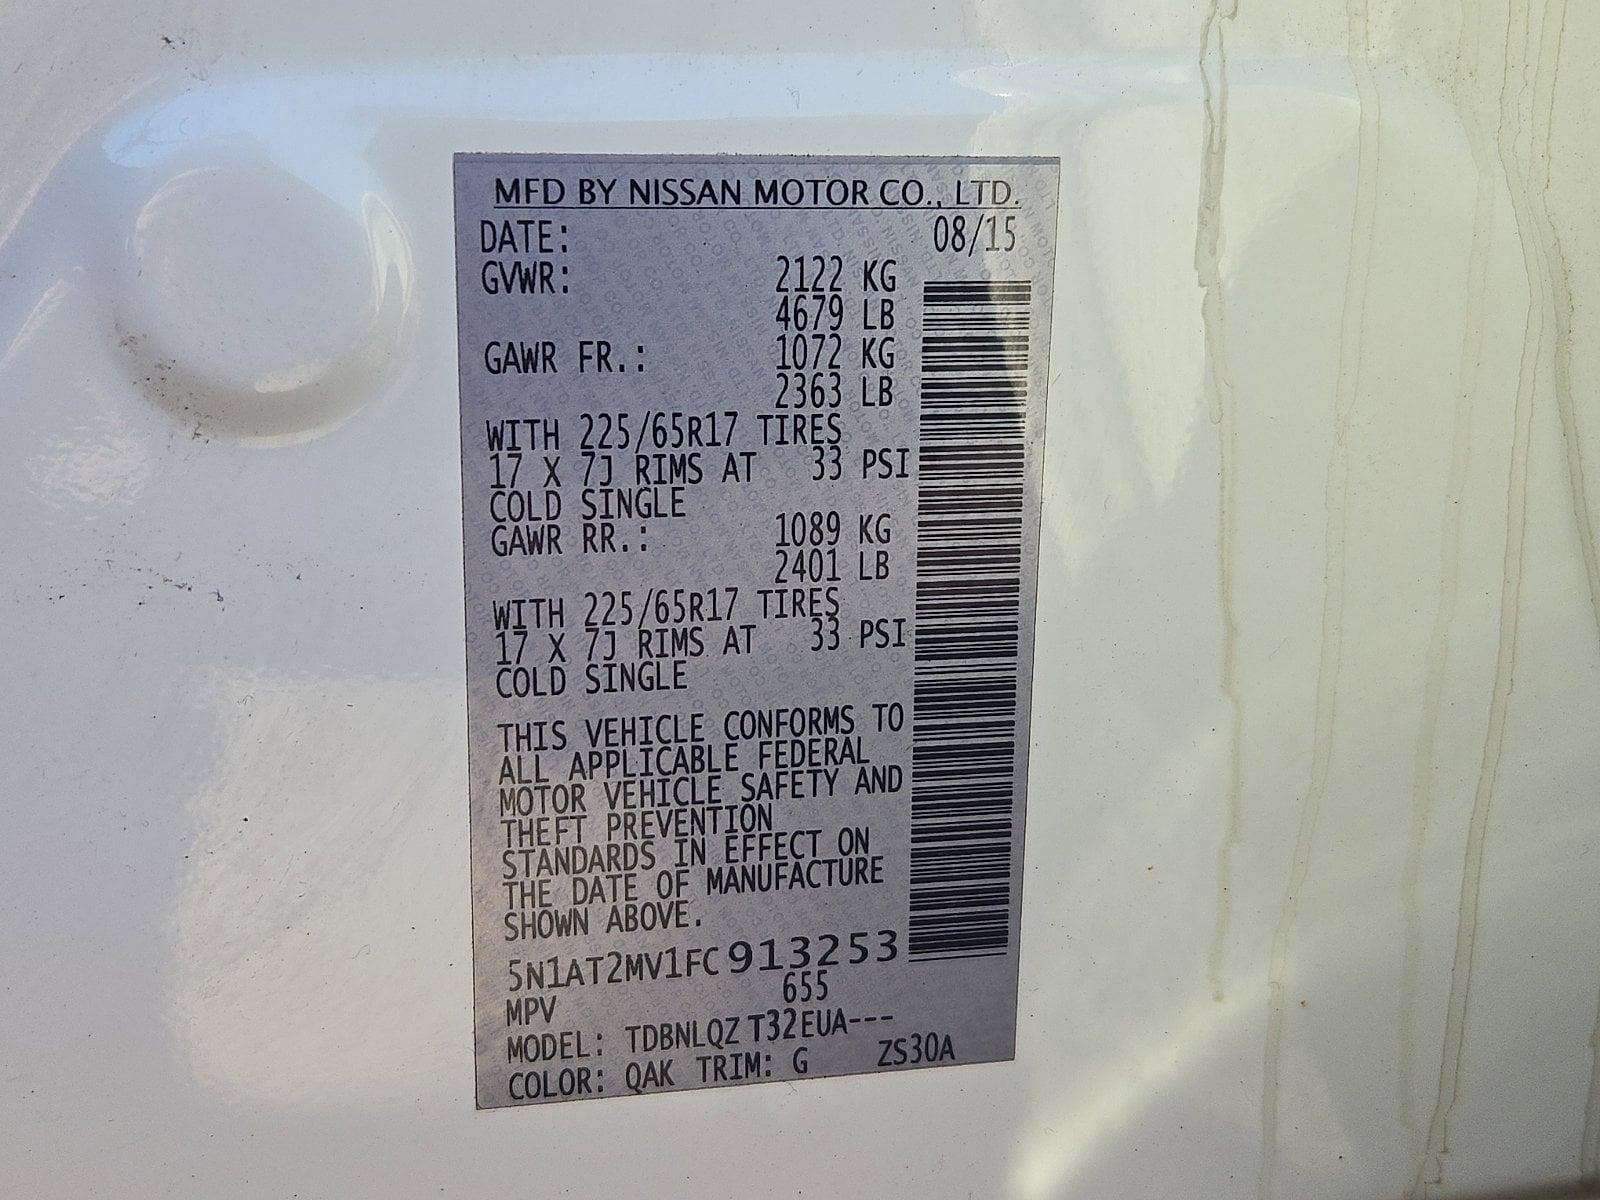 MFD BY NISSAN MOTOR CO., LTD.
DATE: 08/15
GVWR: 2122 KG
4679 LB
GAWR FR.: 1072 KG
2363 LB
WITH 225/65R17 TIRES
17 X 7J RIMS AT 33 PSI
COLD SINGLE
GAWR RR.: 1089 KG
2401 LB
WITH 225/65R17 TIRES
17 X 7J RIMS AT 33 PSI
COLD SINGLE
THIS VEHICLE CONFORMS TO
ALL APPLICABLE FEDERAL
MOTOR VEHICLE SAFETY AND
THEFT PREVENTION
STANDARDS IN EFFECT ON
THE DATE OF MANUFACTURE
SHOWN ABOVE.
5N1AT2MV1FC913253
MPV 655
MODEL: TDBNLQZ T32EUA---
COLOR: QAK TRIM: G ZS30A